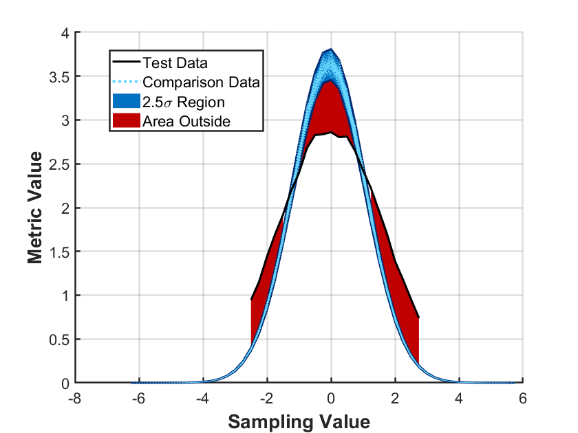 4
3.5
3
2.5
2
1.5
1
0.5
0
-8
-6
-4
-2
0
2
4
6
Metric Value
Sampling Value
Test Data
Comparison Data
2.5σ Region
Area Outside